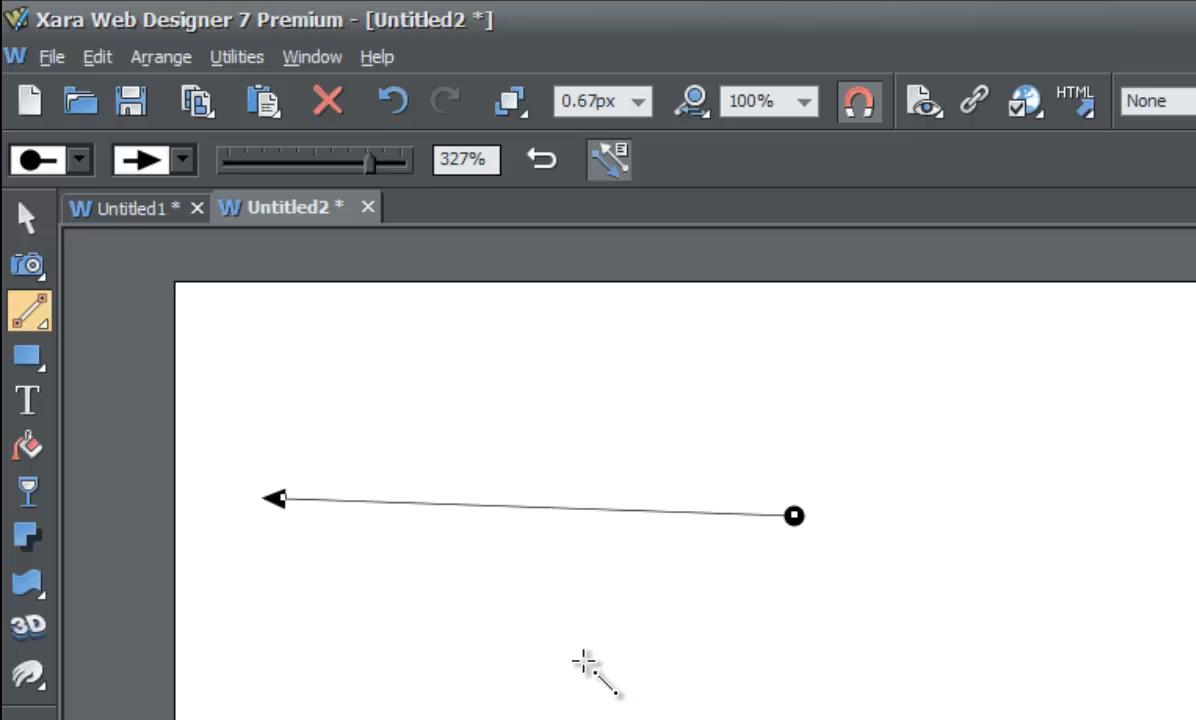 Xara Web Designer 7 Premium - [Untitled2 *]
W File Edit Arrange Utilities Window Help
0.67px 100% HTML None
327%
W Untitled1 * W Untitled2 *
T
3D